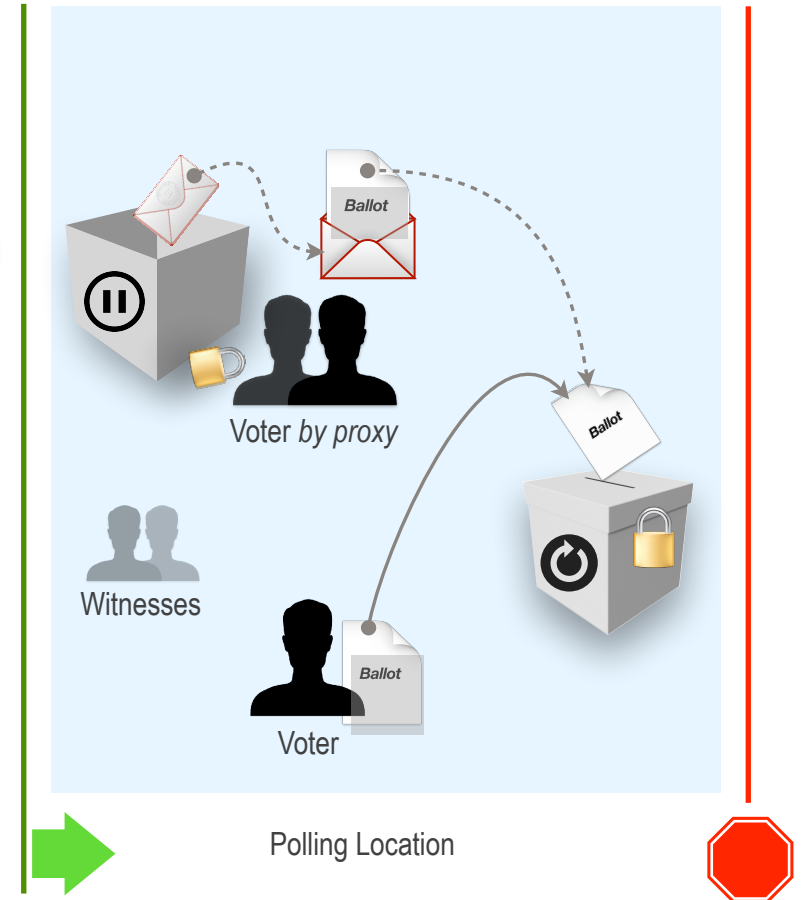 Ballot
Voter by proxy
Ballot
Witnesses
Ballot
Voter
Polling Location